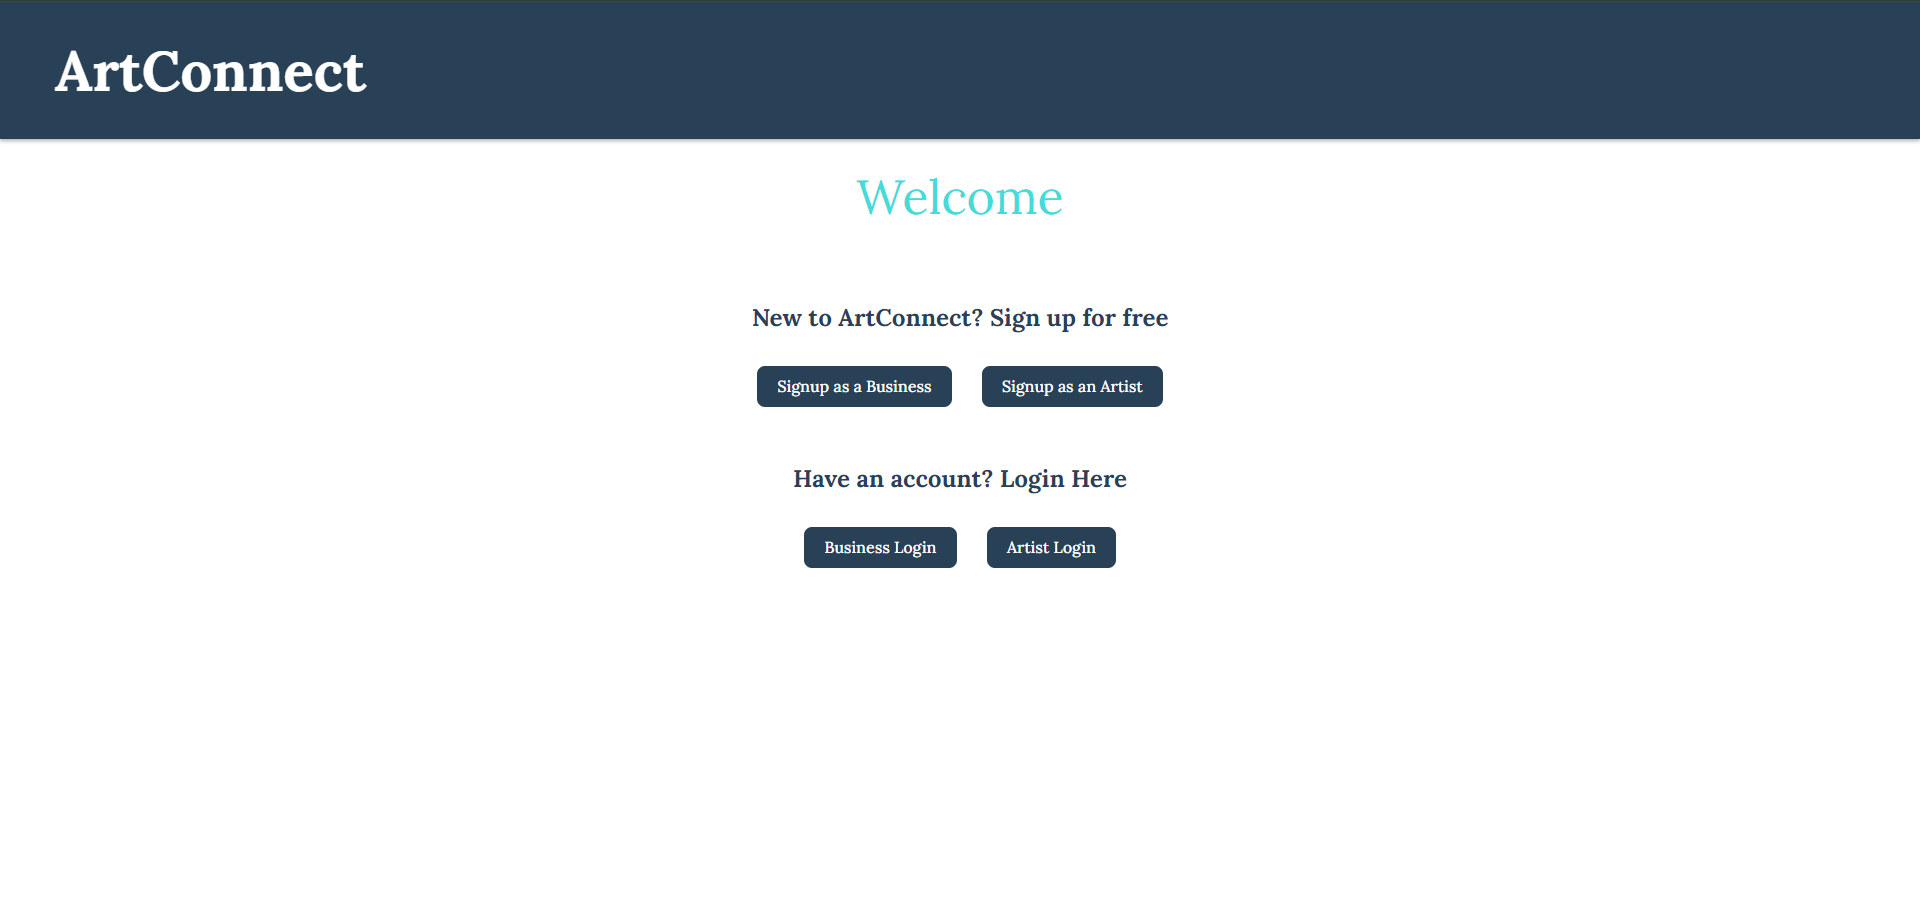 ArtConnect
Welcome
New to ArtConnect? Sign up for free
Signup as a Business
Signup as an Artist
Have an account? Login Here
Business Login
Artist Login